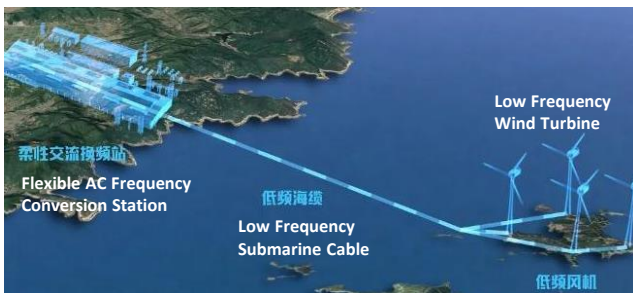 Low Frequency
Wind Turbine
柔性交流换频站
Flexible AC Frequency
Conversion Station
低频海缆
Low Frequency
Submarine Cable
低频风机